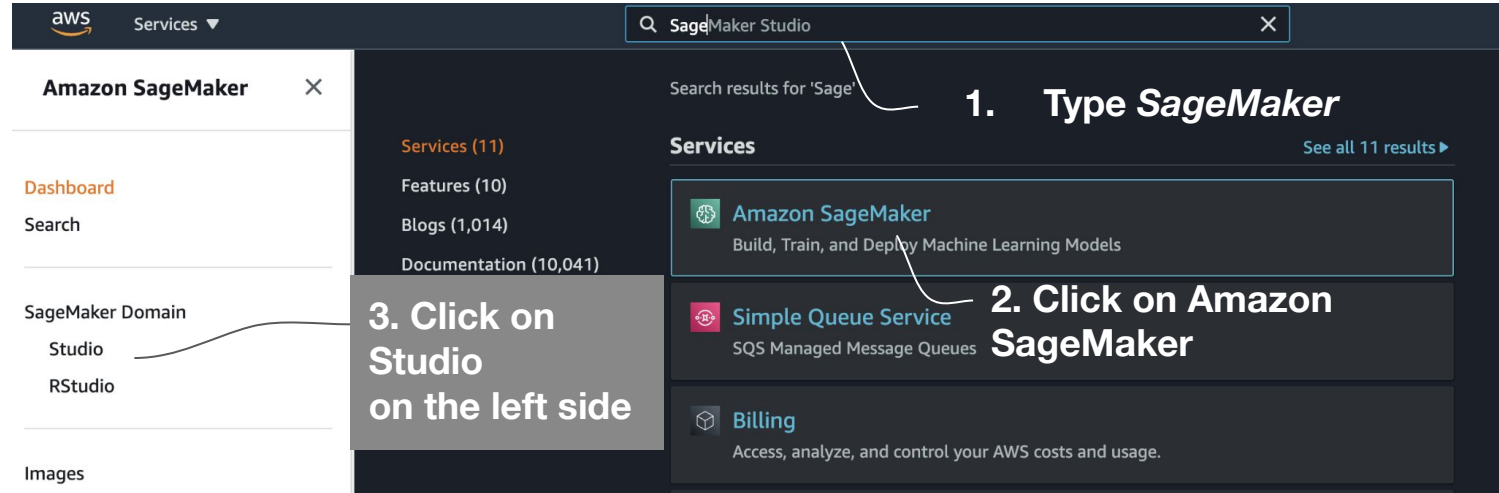 aws
Services ▼
SageMaker Studio
Amazon SageMaker
Dashboard
Search
SageMaker Domain
Studio
RStudio
Images
Search results for 'Sage'
1. Type SageMaker
Services (11)
Features (10)
Blogs (1,014)
Documentation (10,041)
Services
See all 11 results
Amazon SageMaker
Build, Train, and Deploy Machine Learning Models
2. Click on Amazon
SageMaker
Simple Queue Service
SQS Managed Message Queues
3. Click on
Studio
on the left side
Billing
Access, analyze, and control your AWS costs and usage.